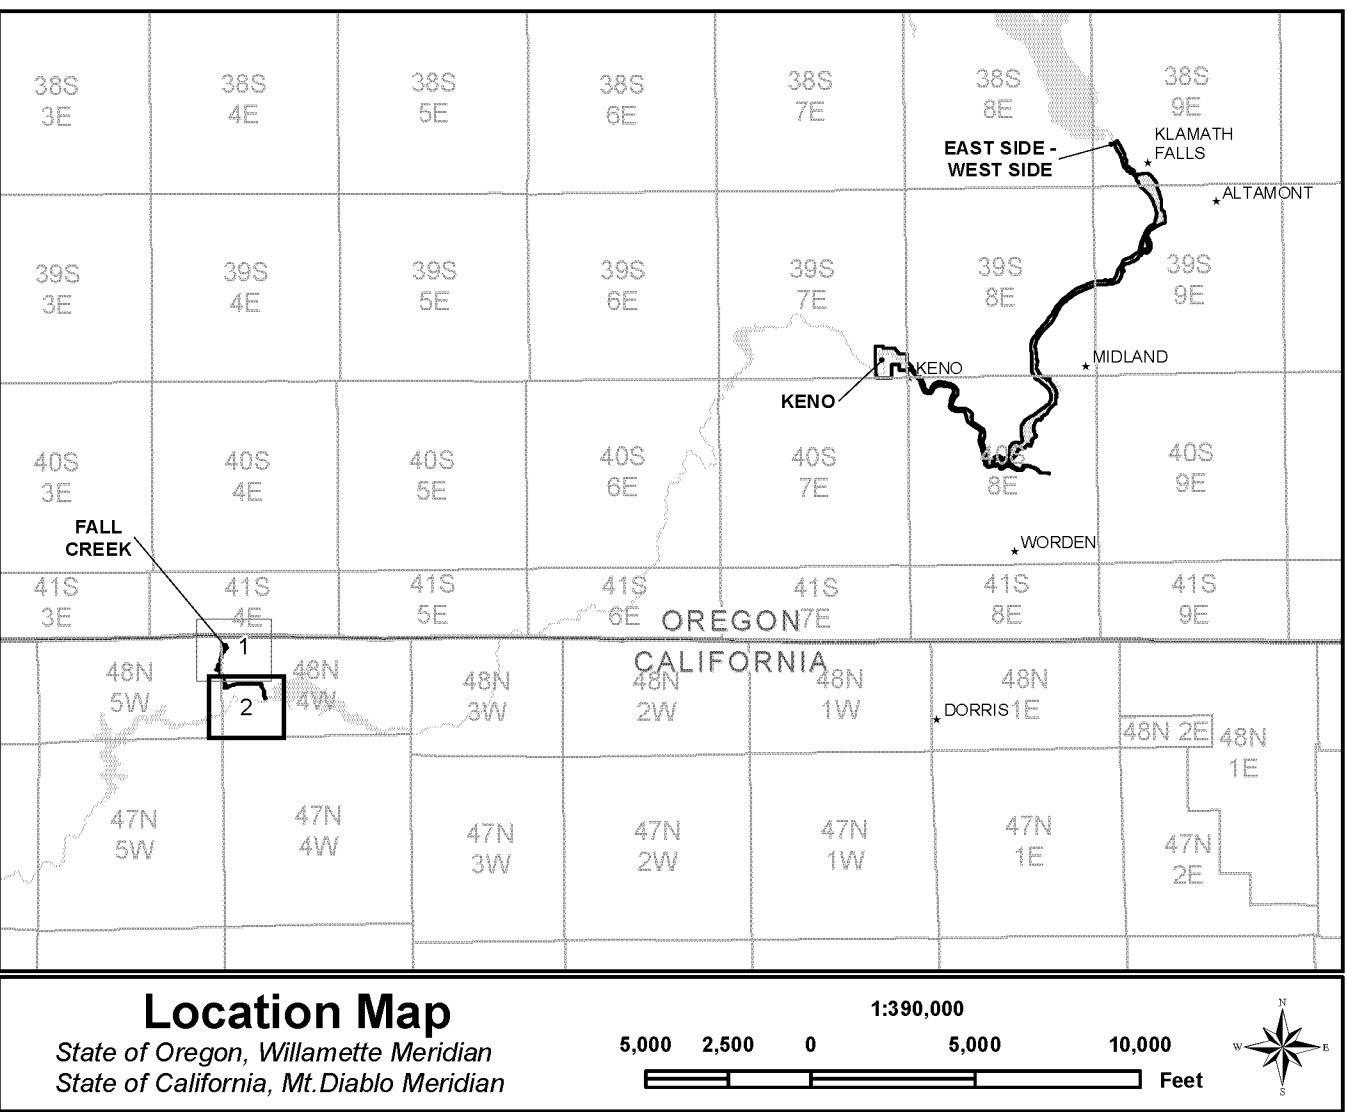 38S
3E
38S
4E
38S
5E
38S
6E
38S
7E
38S
8E
38S
9E
KLAMATH
FALLS
EAST SIDE -
WEST SIDE
ALTAMONT
39S
3E
39S
4E
39S
5E
39S
6E
39S
7E
39S
8E
39S
9E
MIDLAND
KENO
KENO
40S
3E
40S
4E
40S
5E
40S
6E
40S
7E
40S
8E
40S
9E
FALL
CREEK
WORDEN
41S
3E
41S
4E
41S
5E
41S
6E
41S
7E
41S
8E
41S
9E
OREGON
CALIFORNIA
1
2
48N
5W
48N
4W
48N
3W
48N
2W
48N
1W
48N
1E
DORRIS
48N 2E
48N
1E
47N
5W
47N
4W
47N
3W
47N
2W
47N
1W
47N
1E
47N
2E
Location Map
State of Oregon, Willamette Meridian
State of California, Mt.Diablo Meridian
1:390,000
5,000 2,500 0 5,000 10,000
Feet
N
W E
S